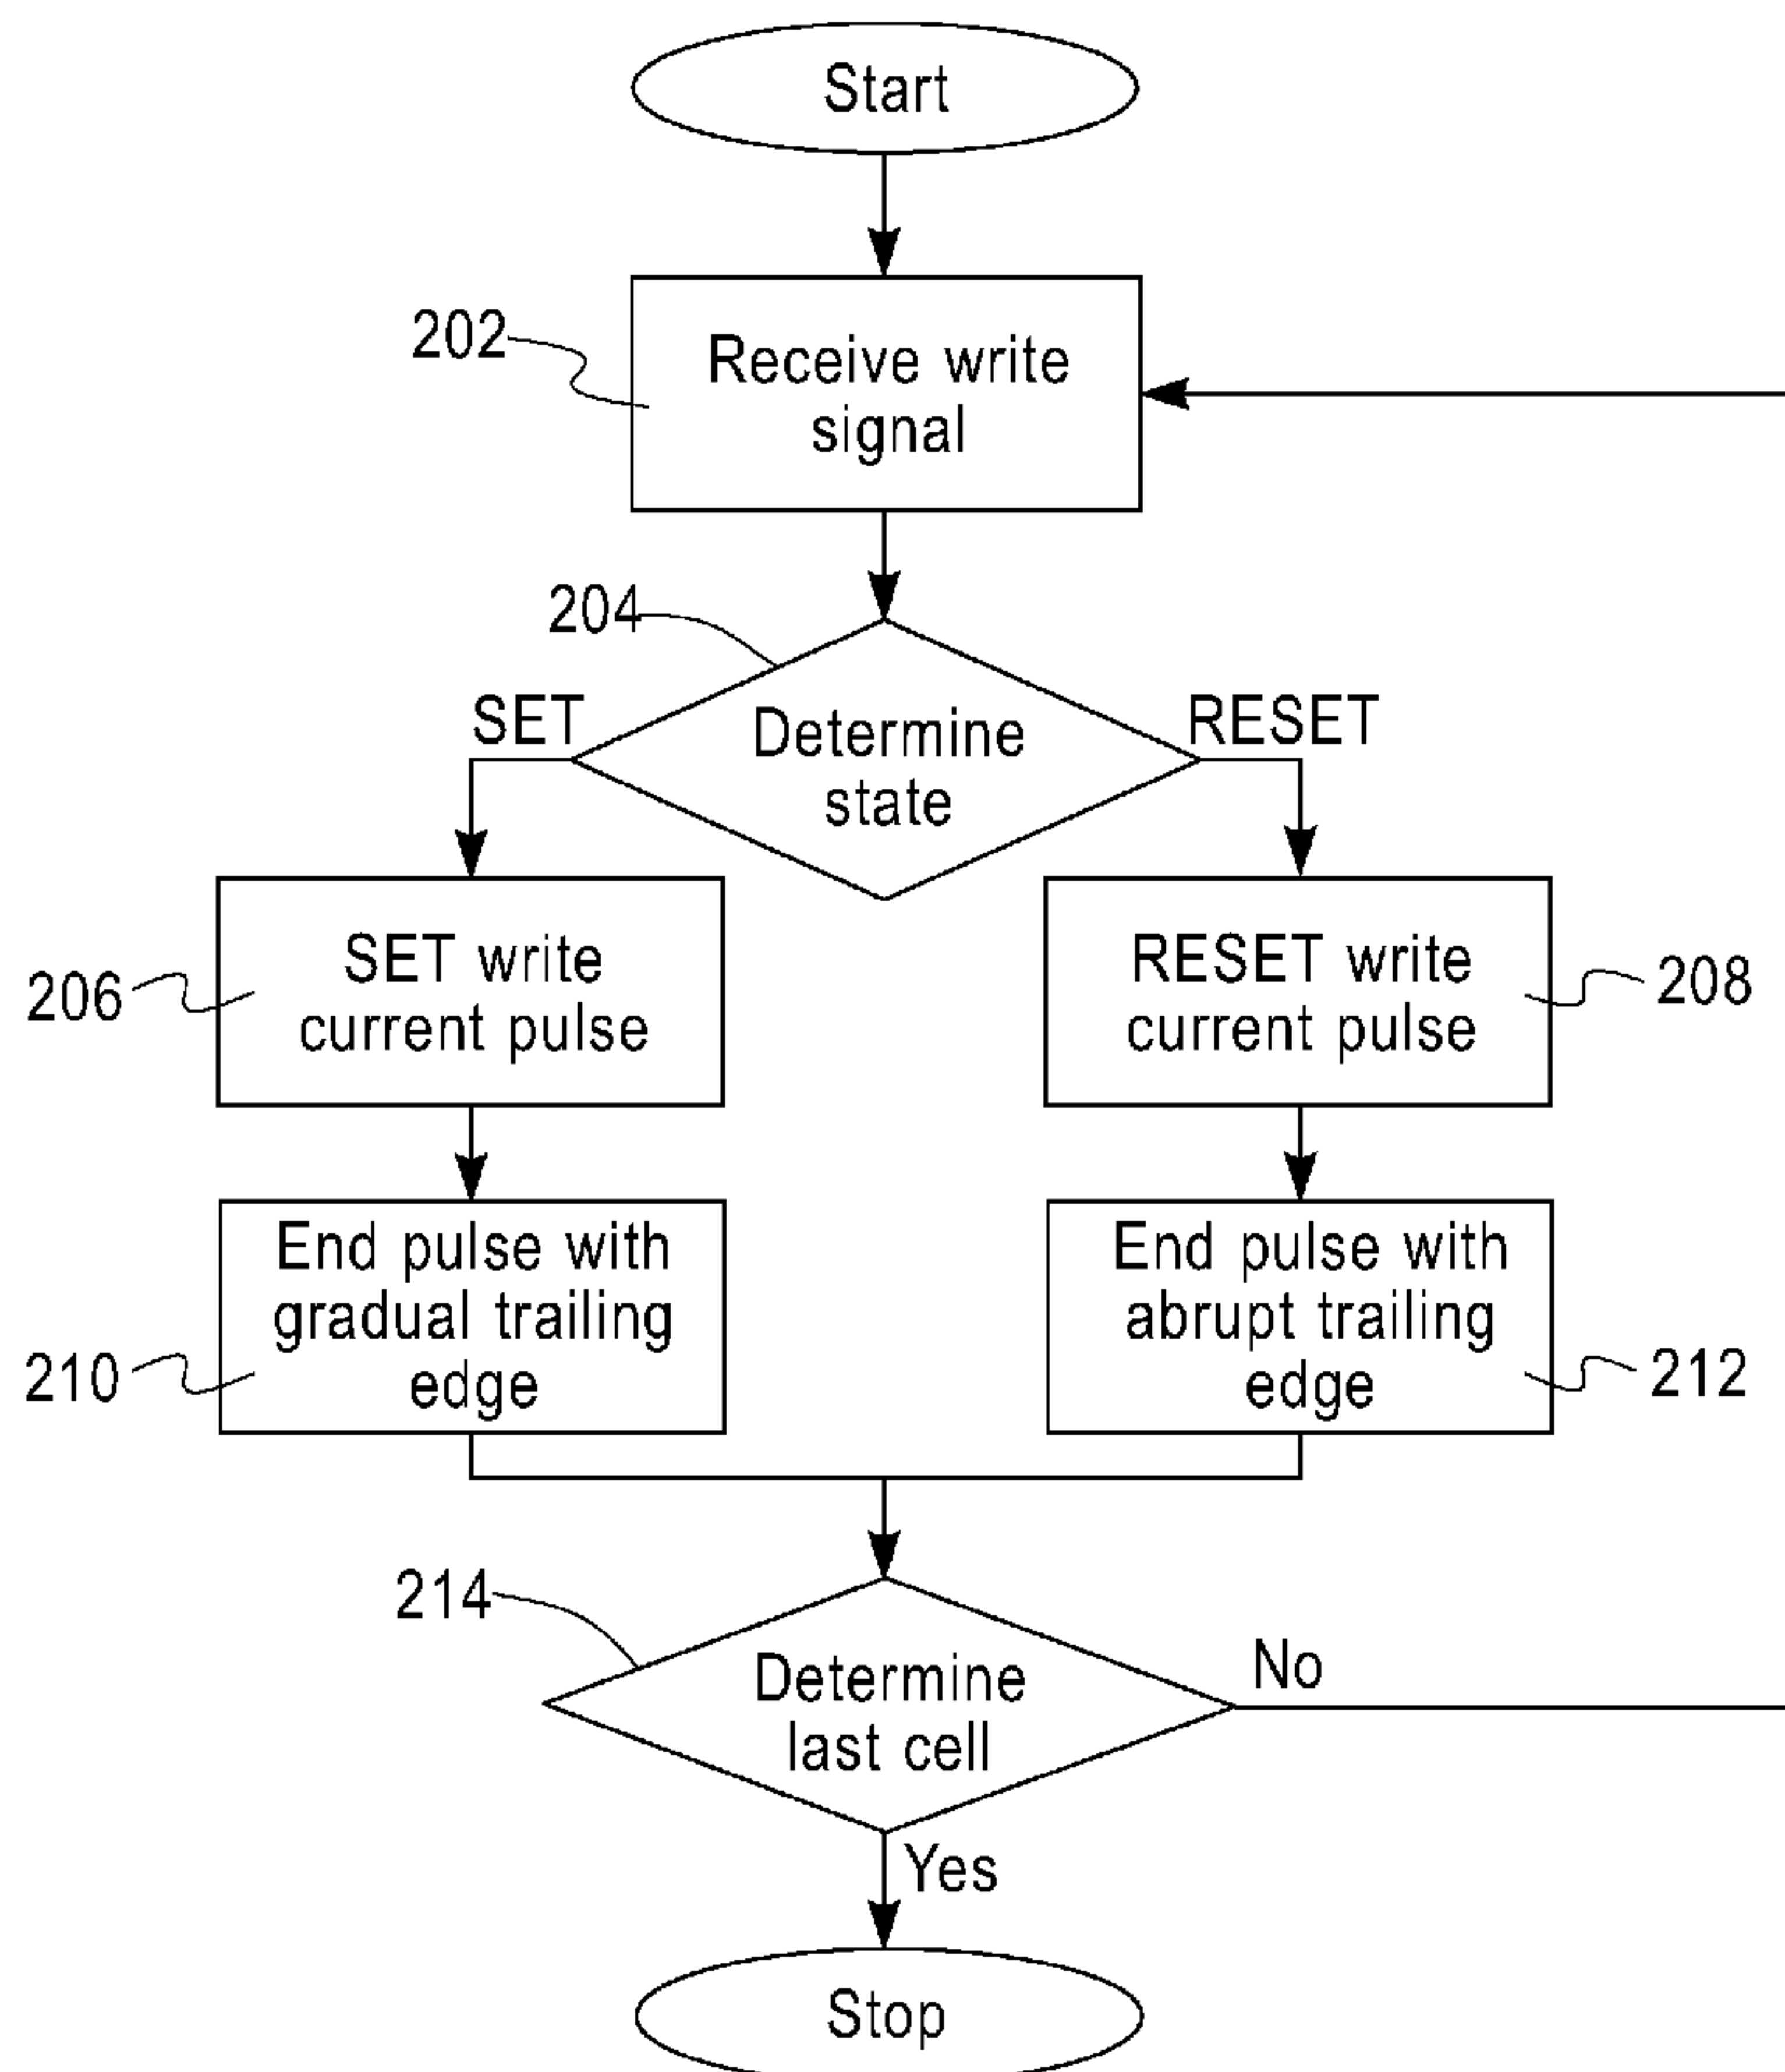 Start
202
Receive write
signal
204
SET
Determine
state
RESET
206
SET write
current pulse
RESET write
current pulse
208
210
End pulse with
gradual trailing
edge
End pulse with
abrupt trailing
edge
212
214
Determine
last cell
No
Yes
Stop